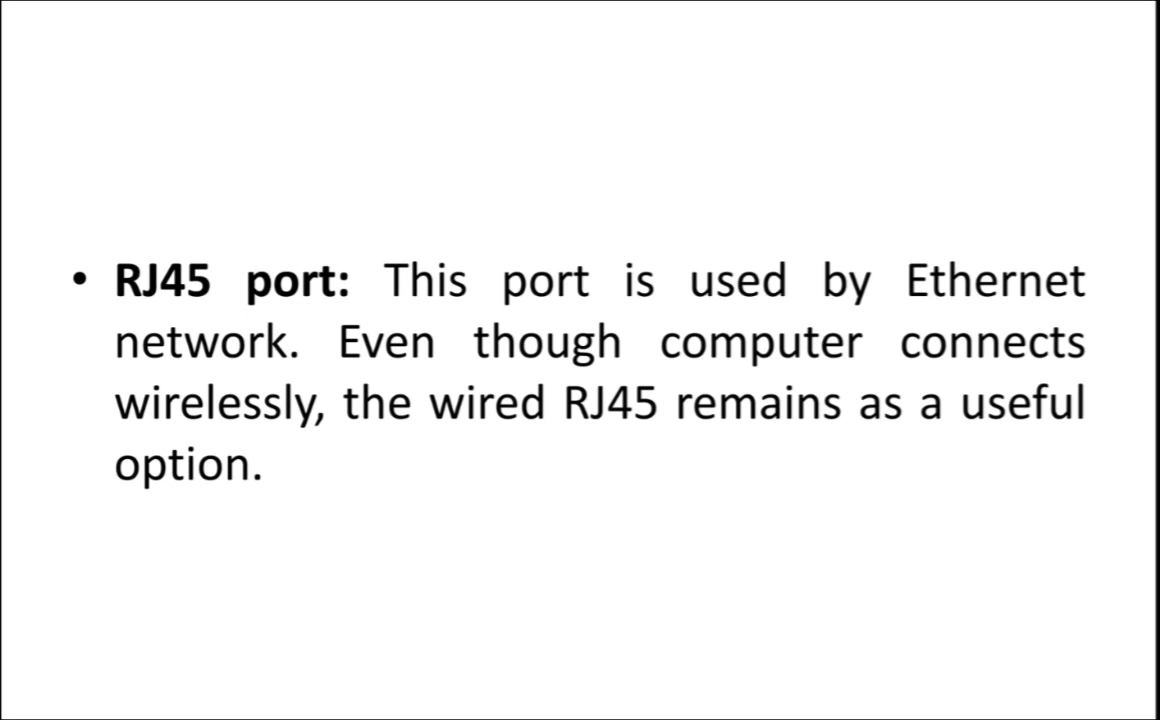 • RJ45 port: This port is used by Ethernet
network. Even though computer connects
wirelessly, the wired RJ45 remains as a useful
option.